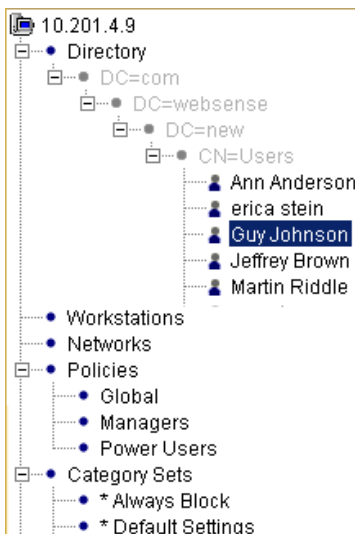 10.201.4.9
Directory
DC=com
DC=websense
DC=new
CN=Users
Ann Anderson
erica stein
Guy Johnson
Jeffrey Brown
Martin Riddle
Workstations
Networks
Policies
Global
Managers
Power Users
Category Sets
* Always Block
* Default Settings